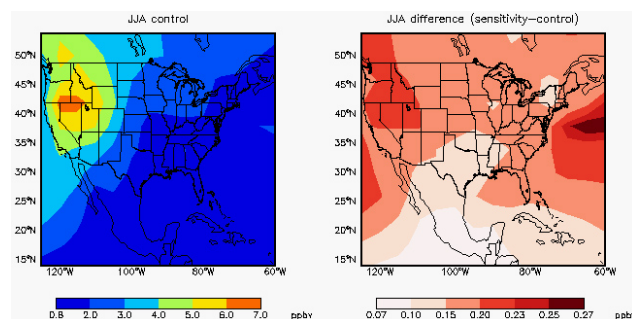 JJA control
50°N
45°N
40°N
35°N
30°N
25°N
20°N
15°N
120°W
100°W
80°W
60°W
0.8
2.0
3.0
4.0
5.0
6.0
7.0
ppbv
JJA difference (sensitivity−control)
50°N
45°N
40°N
35°N
30°N
25°N
20°N
15°N
120°W
100°W
80°W
60°W
0.07
0.10
0.15
0.20
0.23
0.25
0.27
ppb